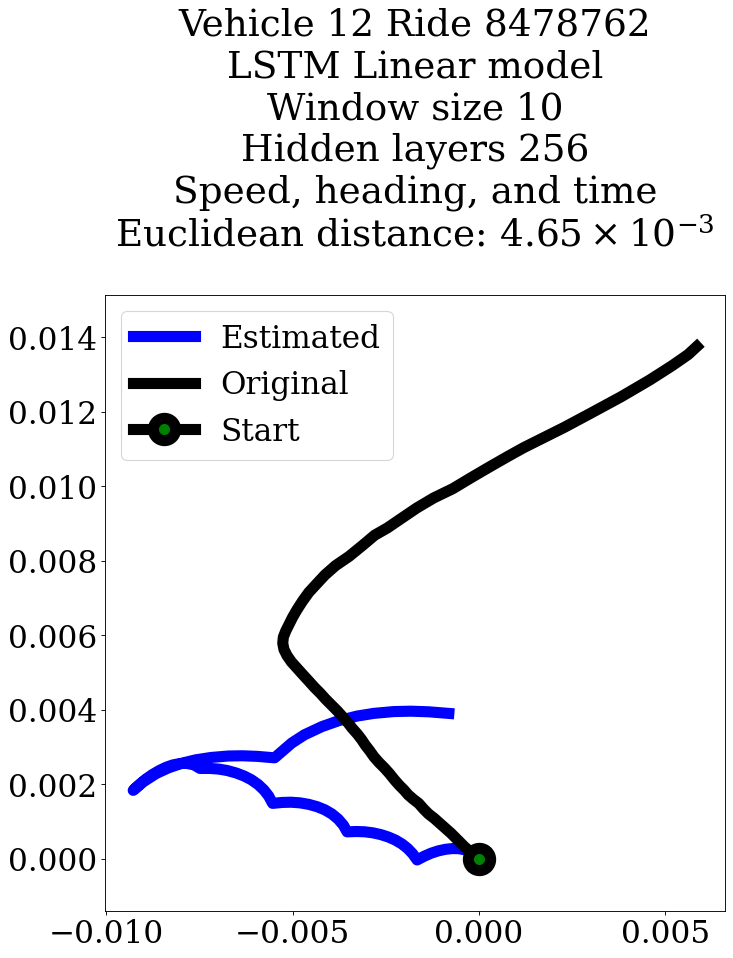 Vehicle 12 Ride 8478762
LSTM Linear model
Window size 10
Hidden layers 256
Speed, heading, and time
Euclidean distance: 4.65 × 10⁻³
Estimated
Original
Start
0.014
0.012
0.010
0.008
0.006
0.004
0.002
0.000
−0.010 −0.005 0.000 0.005